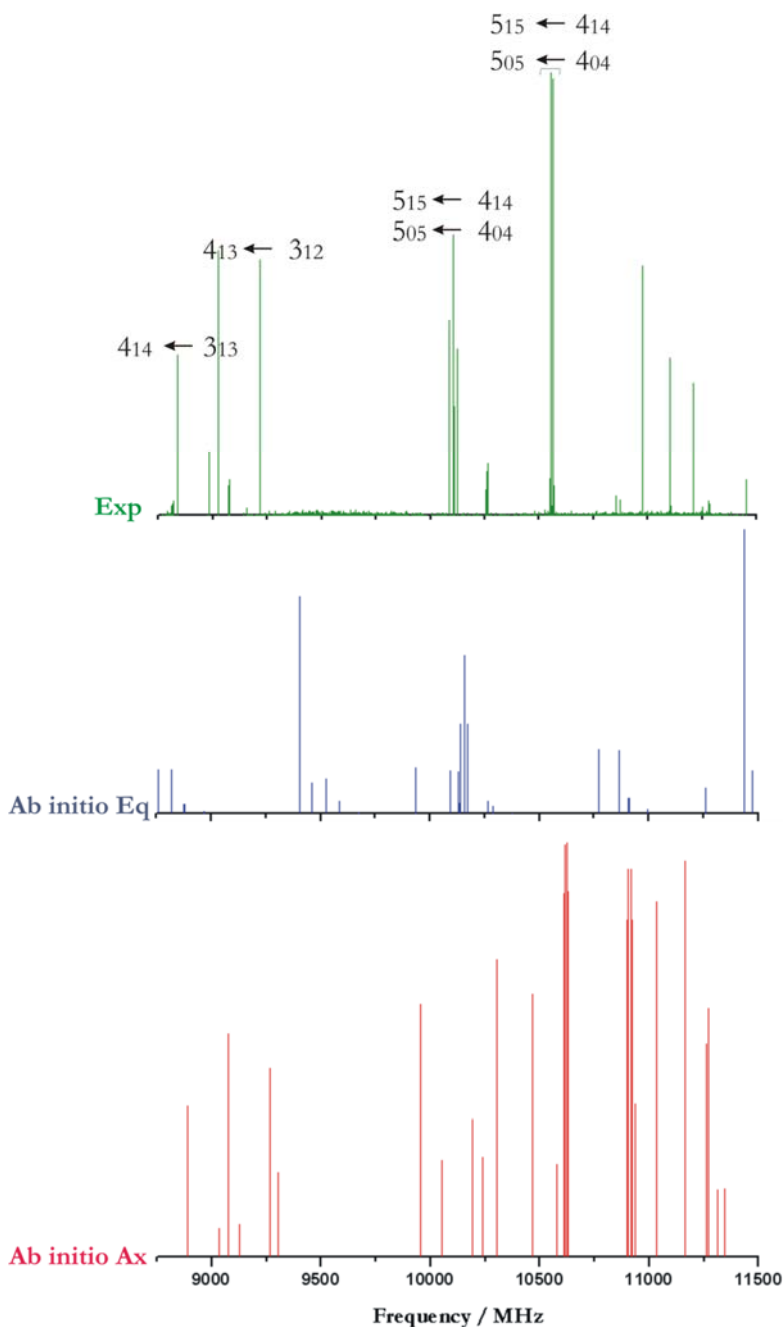 515 ← 414
505 ← 404
515 ← 414
505 ← 404
413 ← 312
414 ← 313
Exp
Ab initio Eq
Ab initio Ax
9000 9500 10000 10500 11000 11500
Frequency / MHz